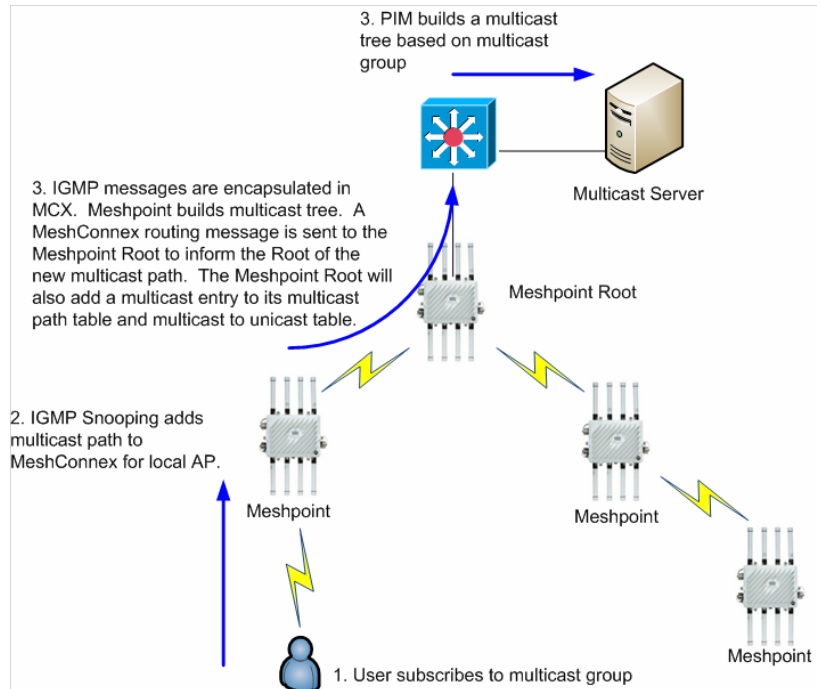 3. PIM builds a multicast
tree based on multicast
group
Multicast Server
3. IGMP messages are encapsulated in
MCX.  Meshpoint builds multicast tree.  A
MeshConnex routing message is sent to the
Meshpoint Root to inform the Root of the
new multicast path.  The Meshpoint Root will
also add a multicast entry to its multicast
path table and multicast to unicast table.
Meshpoint Root
2. IGMP Snooping adds
multicast path to
MeshConnex for local AP.
Meshpoint
Meshpoint
Meshpoint
1. User subscribes to multicast group